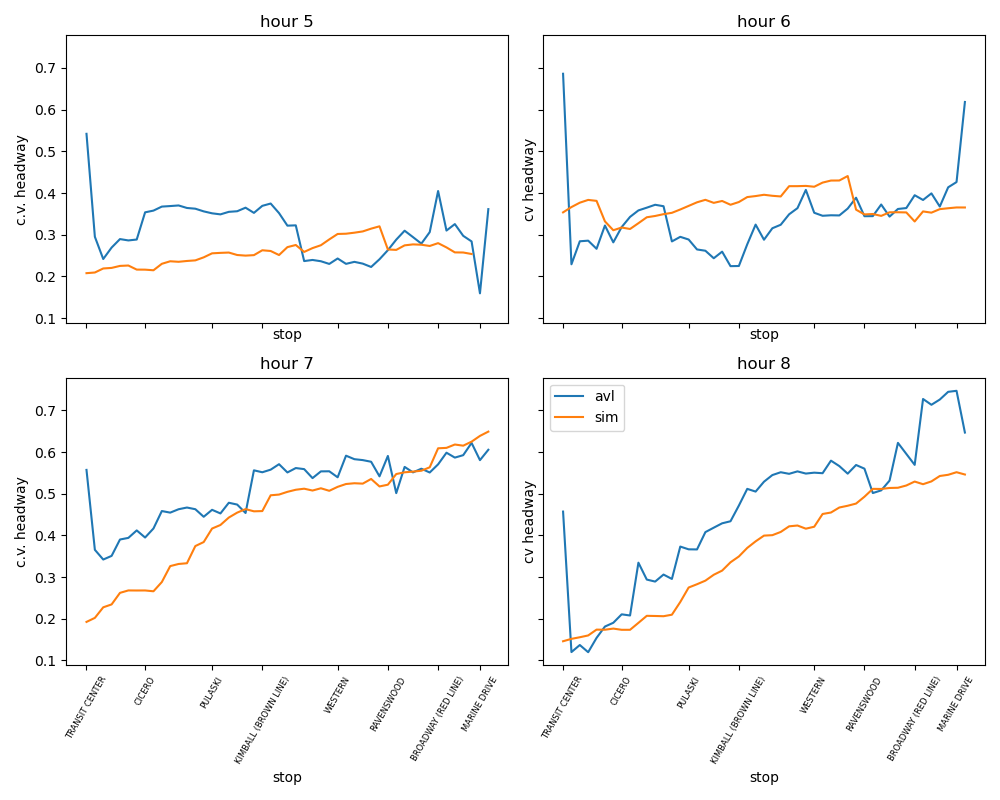 hour 5
hour 6
0.7
0.6
0.5
0.4
0.3
0.2
0.1
c.v. headway
cv headway
stop
stop
hour 7
hour 8
0.7
0.6
0.5
0.4
0.3
0.2
0.1
c.v. headway
cv headway
avl
sim
TRANSIT CENTER
CICERO
PULASKI
KIMBALL (BROWN LINE)
WESTERN
RAVENSWOOD
BROADWAY (RED LINE)
MARINE DRIVE
TRANSIT CENTER
CICERO
PULASKI
KIMBALL (BROWN LINE)
WESTERN
RAVENSWOOD
BROADWAY (RED LINE)
MARINE DRIVE
stop
stop